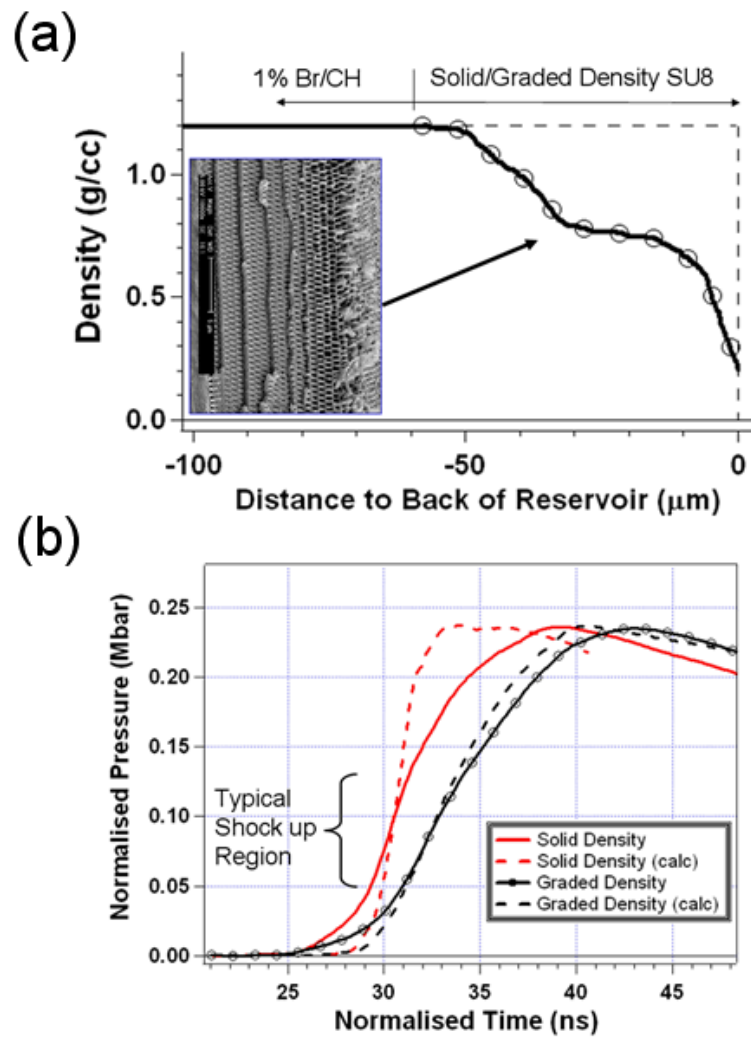 (a)
1% Br/CH
Solid/Graded Density SU8
Density (g/cc)
1.0
0.5
0.0
-100
-50
0
Distance to Back of Reservoir (μm)
(b)
Normalised Pressure (Mbar)
0.25
0.20
0.15
0.10
0.05
0.00
Typical
Shock up
Region
Solid Density
Solid Density (calc)
Graded Density
Graded Density (calc)
25
30
35
40
45
Normalised Time (ns)